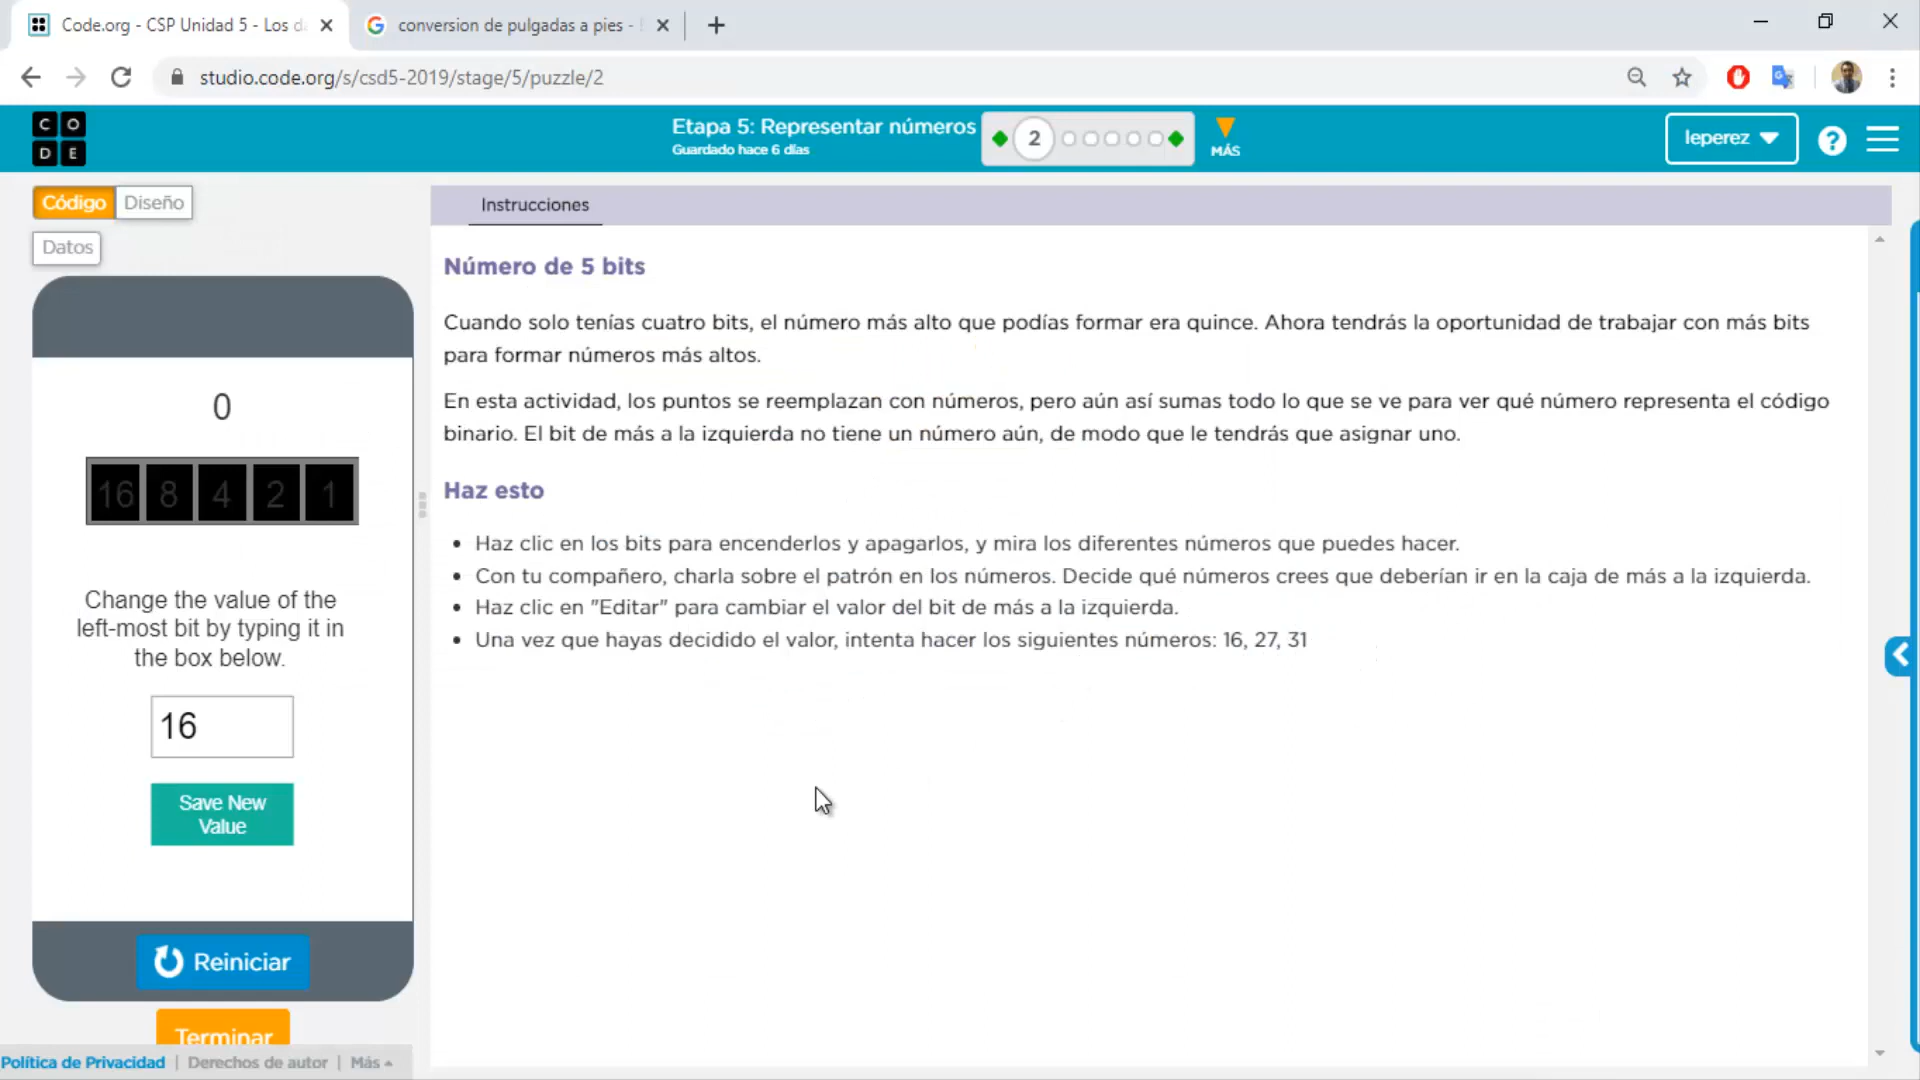 Code.org - CSP Unidad 5 - Los d
conversion de pulgadas a pies -
studio.code.org/s/csd5-2019/stage/5/puzzle/2
C O
D E
Etapa 5: Representar números
Guardado hace 6 días
2
MÁS
leperez
?
Código
Diseño
Datos
Instrucciones
0
16 8 4 2 1
Change the value of the
left-most bit by typing it in
the box below.
16
Save New
Value
Reiniciar
Terminar
Política de Privacidad | Derechos de autor | Más
Número de 5 bits
Cuando solo tenías cuatro bits, el número más alto que podías formar era quince. Ahora tendrás la oportunidad de trabajar con más bits
para formar números más altos.
En esta actividad, los puntos se reemplazan con números, pero aún así sumas todo lo que se ve para ver qué número representa el código
binario. El bit de más a la izquierda no tiene un número aún, de modo que le tendrás que asignar uno.
Haz esto
• Haz clic en los bits para encenderlos y apagarlos, y mira los diferentes números que puedes hacer.
• Con tu compañero, charla sobre el patrón en los números. Decide qué números crees que deberían ir en la caja de más a la izquierda.
• Haz clic en "Editar" para cambiar el valor del bit de más a la izquierda.
• Una vez que hayas decidido el valor, intenta hacer los siguientes números: 16, 27, 31